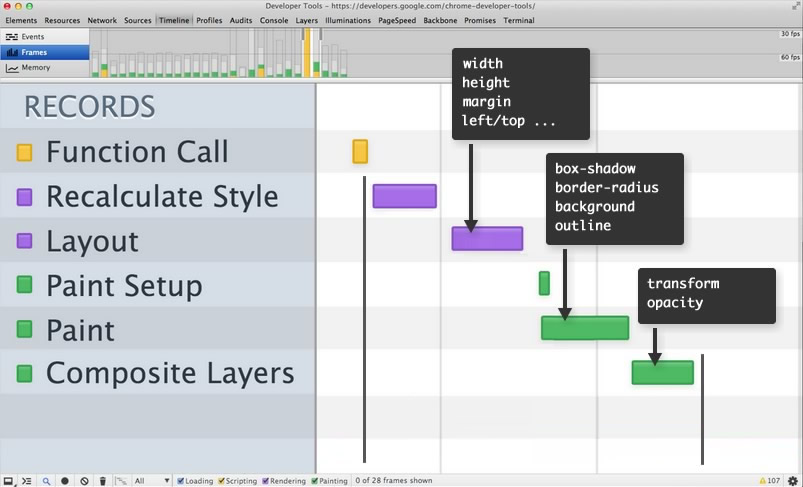 Developer Tools - https://developers.google.com/chrome-developer-tools/
Elements Resources Network Sources Timeline Profiles Audits Console Layers Illuminations PageSpeed Backbone Promises Timeline
Events
Frames
Memory
30 fps
60 fps
RECORDS
Function Call
Recalculate Style
Layout
Paint Setup
Paint
Composite Layers
width
height
margin
left/top ...
box-shadow
border-radius
background
outline
transform
opacity
All Loading Scripting Rendering Painting 0 of 28 frames shown 107